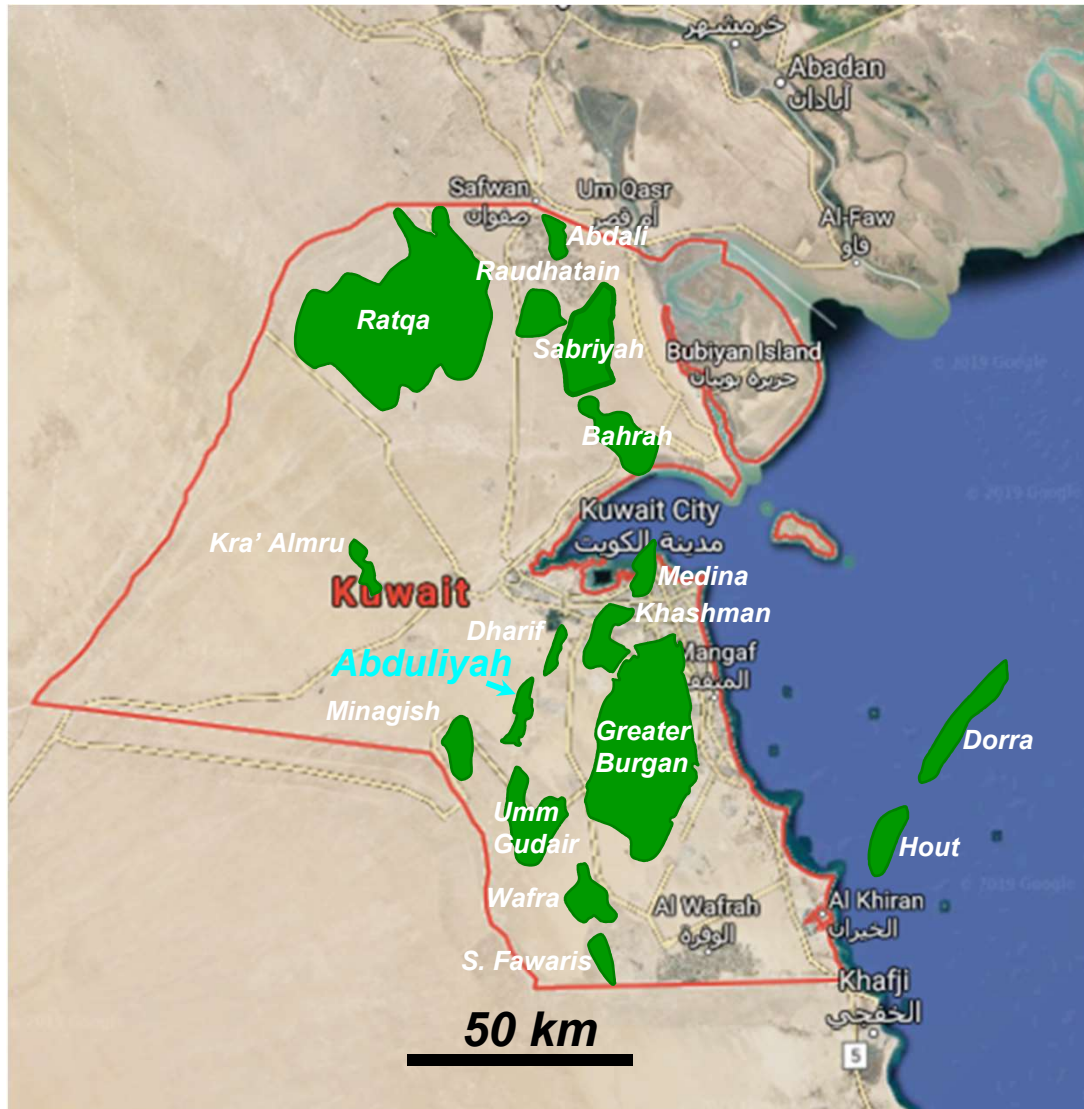 خرمشهر
Abadan
آبادان
Safwan
صفوان
Um Qasr
أم قصر
Al-Faw
فاو
Abdali
Raudhatain
Ratqa
Sabriyah
Bubiyan Island
جزيرة بوبيان
© 2019 Google
Bahrah
© 2019 Google
Kuwait City
مدينة الكويت
Kra' Almru
Medina
Kuwait
Khashman
Dharif
Mangaf
Abduliyah
Minagish
Greater
Burgan
Dorra
Umm
Gudair
Hout
© 2019 Google
Wafra
Al Wafrah
الوفرة
Al Khiran
الخيران
S. Fawaris
Khafji
الخفجي
50 km
5